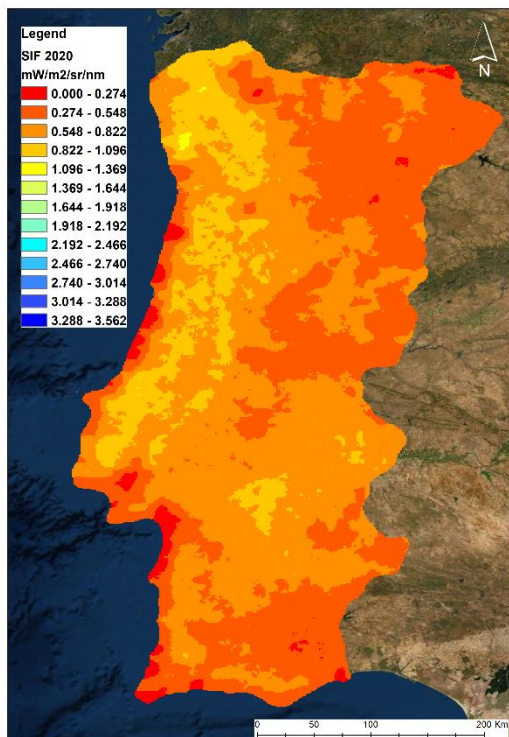 Legend
SIF 2020
mW/m2/sr/nm
0.000 - 0.274
0.274 - 0.548
0.548 - 0.822
0.822 - 1.096
1.096 - 1.369
1.369 - 1.644
1.644 - 1.918
1.918 - 2.192
2.192 - 2.466
2.466 - 2.740
2.740 - 3.014
3.014 - 3.288
3.288 - 3.562
N
0 50 100 200 Km